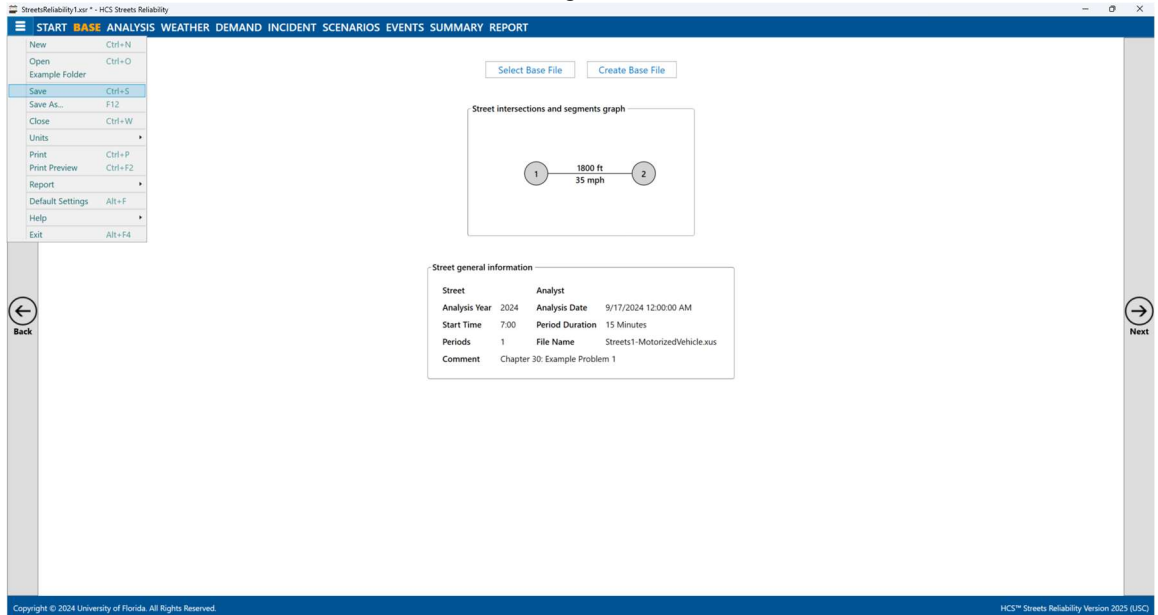 StreetsReliability1.xsr * - HCS Streets Reliability
START BASE ANALYSIS WEATHER DEMAND INCIDENT SCENARIOS EVENTS SUMMARY REPORT
New Ctrl+N
Open Ctrl+O
Example Folder
Save Ctrl+S
Save As... F12
Close Ctrl+W
Units
Print Ctrl+P
Print Preview Ctrl+F2
Report
Default Settings Alt+F
Help
Exit Alt+F4
Select Base File Create Base File
Street intersections and segments graph
1 1800 ft 2
35 mph
Street general information
Street Analyst
Analysis Year 2024 Analysis Date 9/17/2024 12:00:00 AM
Start Time 7:00 Period Duration 15 Minutes
Periods 1 File Name Streets1-MotorizedVehicle.xus
Comment Chapter 30: Example Problem 1
Back
Next
Copyright © 2024 University of Florida. All Rights Reserved. HCS™ Streets Reliability Version 2025 (USC)